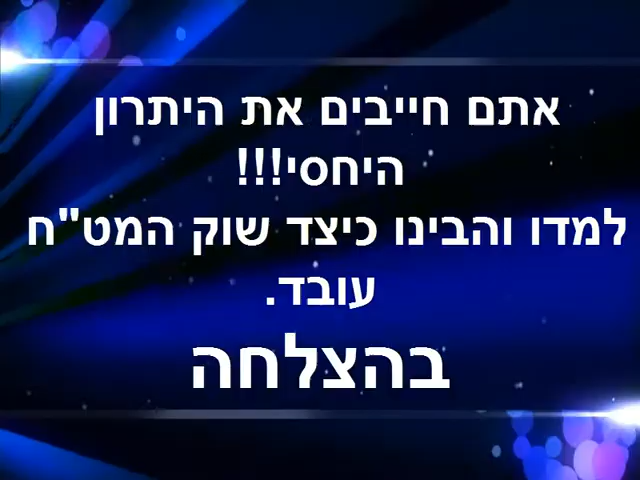 אתם חייבים את היתרון
היחסי!!!
למדו והבינו כיצד שוק המט"ח
עובד.
בהצלחה